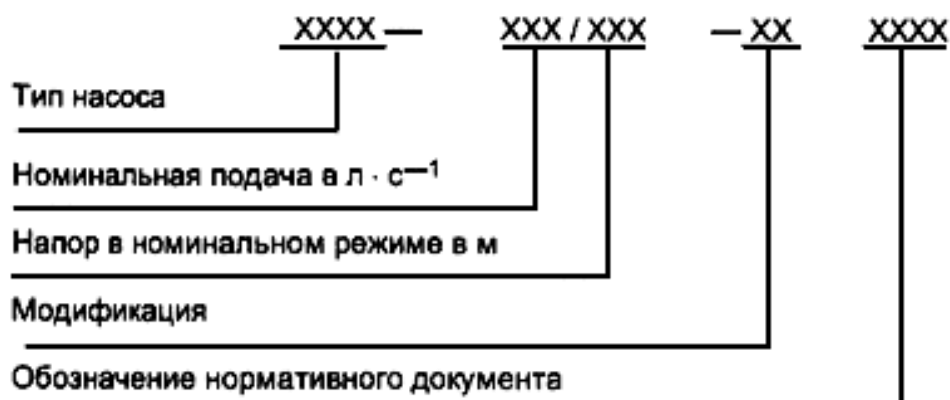 XXXX — XXX / XXX — XX XXXX
Тип насоса
Номинальная подача в л · с—1
Напор в номинальном режиме в м
Модификация
Обозначение нормативного документа